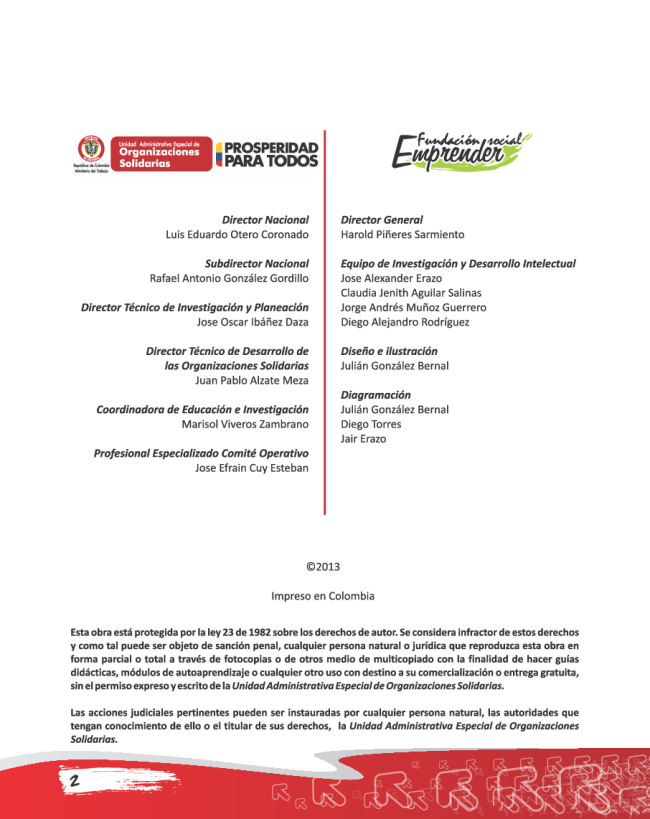 República de Colombia
Ministerio del Trabajo
Unidad Administrativa Especial de
Organizaciones
Solidarias
PROSPERIDAD
PARA TODOS
Director Nacional
Luis Eduardo Otero Coronado
Subdirector Nacional
Rafael Antonio González Gordillo
Director Técnico de Investigación y Planeación
Jose Oscar Ibáñez Daza
Director Técnico de Desarrollo de
las Organizaciones Solidarias
Juan Pablo Alzate Meza
Coordinadora de Educación e Investigación
Marisol Viveros Zambrano
Profesional Especializado Comité Operativo
Jose Efrain Cuy Esteban
Fundación social
Emprender
Director General
Harold Piñeres Sarmiento
Equipo de Investigación y Desarrollo Intelectual
Jose Alexander Erazo
Claudia Jenith Aguilar Salinas
Jorge Andrés Muñoz Guerrero
Diego Alejandro Rodríguez
Diseño e ilustración
Julián González Bernal
Diagramación
Julián González Bernal
Diego Torres
Jair Erazo
©2013
Impreso en Colombia
Esta obra está protegida por la ley 23 de 1982 sobre los derechos de autor. Se considera infractor de estos derechos
y como tal puede ser objeto de sanción penal, cualquier persona natural o jurídica que reproduzca esta obra en
forma parcial o total a través de fotocopias o de otros medio de multicopiado con la finalidad de hacer guías
didácticas, módulos de autoaprendizaje o cualquier otro uso con destino a su comercialización o entrega gratuita,
sin el permiso expreso y escrito de la Unidad Administrativa Especial de Organizaciones Solidarias.
Las acciones judiciales pertinentes pueden ser instauradas por cualquier persona natural, las autoridades que
tengan conocimiento de ello o el titular de sus derechos, la Unidad Administrativa Especial de Organizaciones
Solidarias.
2